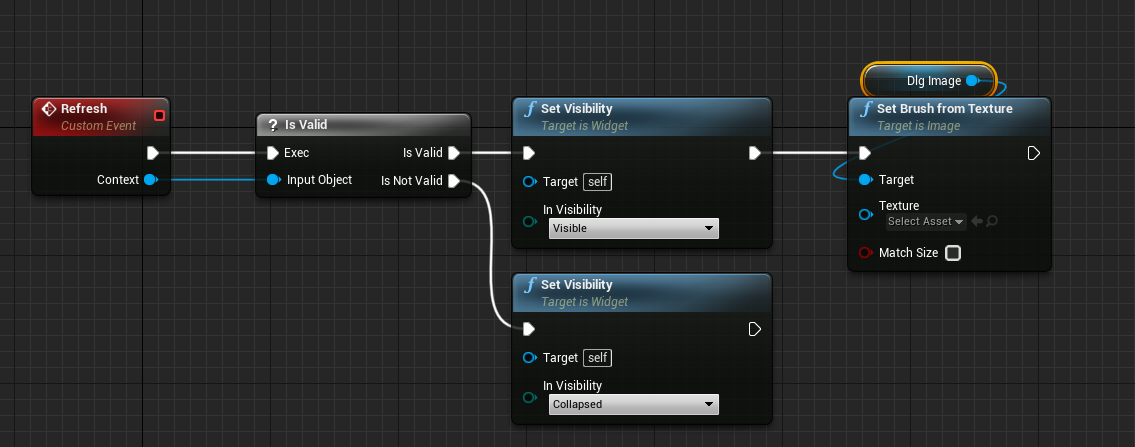 Refresh
Custom Event
Context
? Is Valid
Exec
Is Valid
Input Object
Is Not Valid
f Set Visibility
Target is Widget
Target self
In Visibility
Visible
f Set Visibility
Target is Widget
Target self
In Visibility
Collapsed
Dlg Image
f Set Brush from Texture
Target is Image
Target
Texture
Select Asset
Match Size